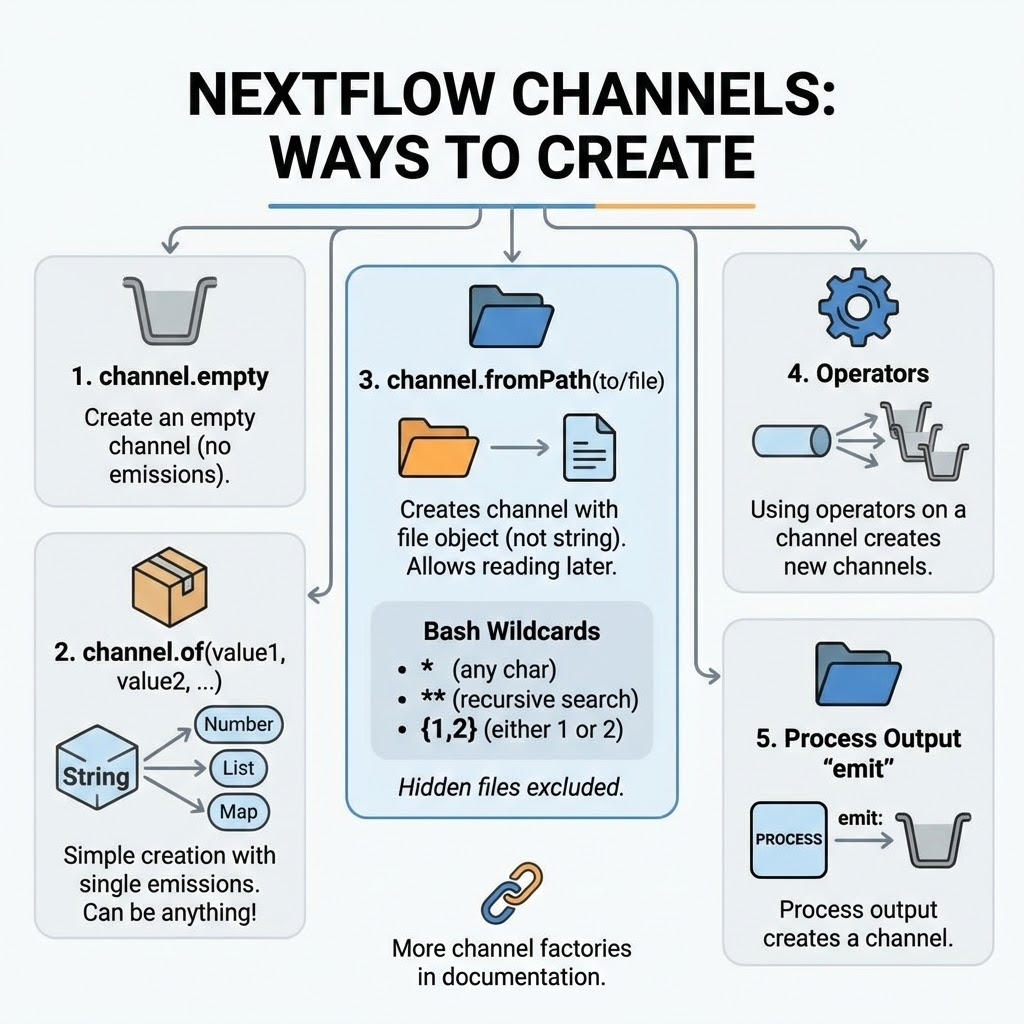 NEXTFLOW CHANNELS:
WAYS TO CREATE
1. channel.empty
Create an empty
channel (no
emissions).
2. channel.of(value1,
value2, ...)
String
Number
List
Map
Simple creation with
single emissions.
Can be anything!
3. channel.fromPath(to/file)
Creates channel with
file object (not string).
Allows reading later.
Bash Wildcards
• * (any char)
• ** (recursive search)
• {1,2} (either 1 or 2)
Hidden files excluded.
4. Operators
Using operators on a
channel creates
new channels.
5. Process Output
“emit”
PROCESS
emit:
Process output
creates a channel.
More channel factories
in documentation.